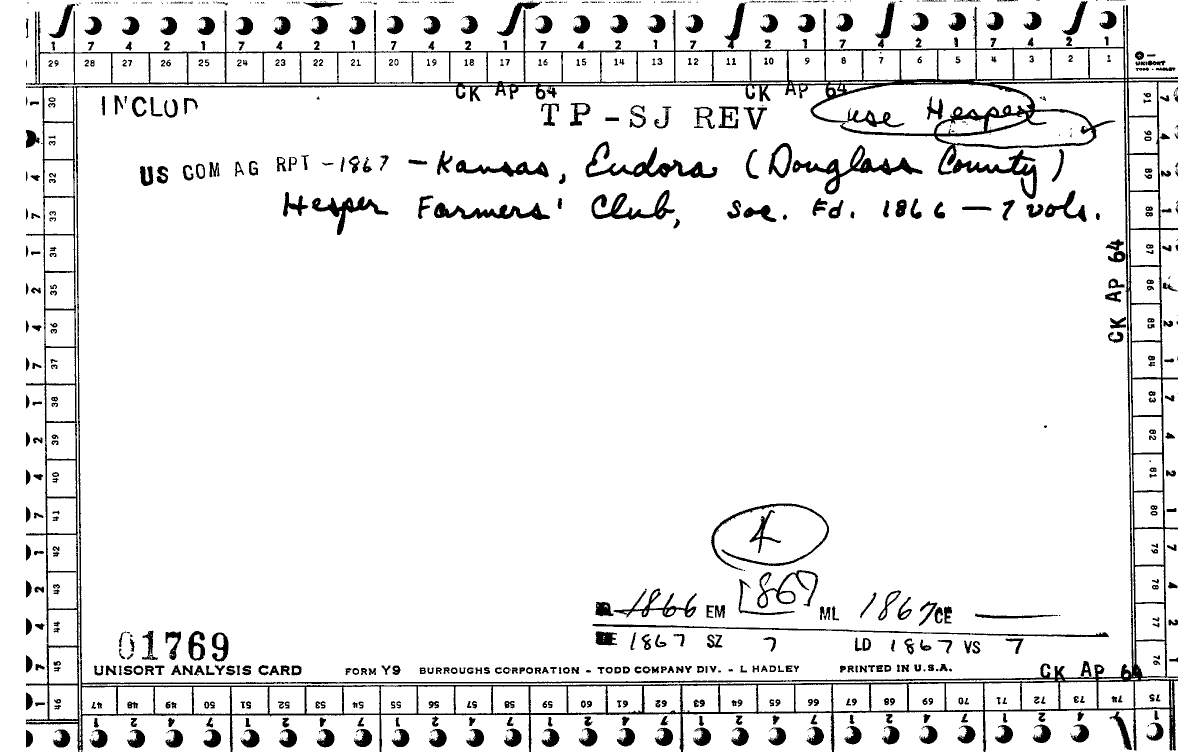 7 4 2 1 7 4 2 1 7 4 2 1 7 4 2 1 7 4 2 1 7 4 2 1 7 4 2 1
29 28 27 26 25 24 23 22 21 20 19 18 17 16 15 14 13 12 11 10 9 8 7 6 5 4 3 2 1
UNISORT
TODD - HADLEY
CK AP 64 CK AP 64
INCLUD TP-SJ REV use Hesper
US COM AG RPT -1867 - Kansas, Eudora (Douglass County)
Hesper Farmers' Club, Soc. Fd. 1866 - 7 vols.
CK AP 64
30 31 32 33 34 35 36 37 38 39 40 41 42 43 44 45 46
91 90 89 88 87 86 85 84 83 82 81 80 79 78 77 76 75
1866 EM 1867 ML 1867 CE
E 1867 SZ 7 LD 1867 VS 7
01769
UNISORT ANALYSIS CARD FORM Y9 BURROUGHS CORPORATION - TODD COMPANY DIV. - L HADLEY PRINTED IN U.S.A.
CK AP 64
47 48 49 50 51 52 53 54 55 56 57 58 59 60 61 62 63 64 65 66 67 68 69 70 71 72 73 74